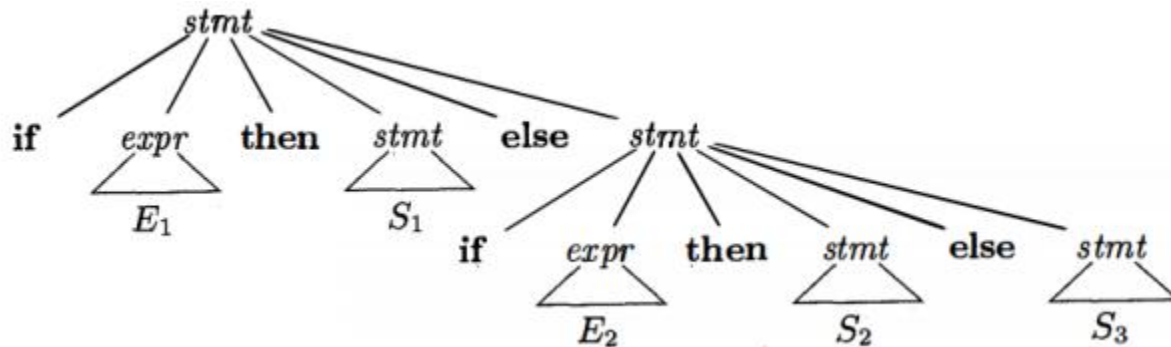 stmt
if expr then stmt else stmt
E₁ S₁
if expr then stmt else stmt
E₂ S₂ S₃